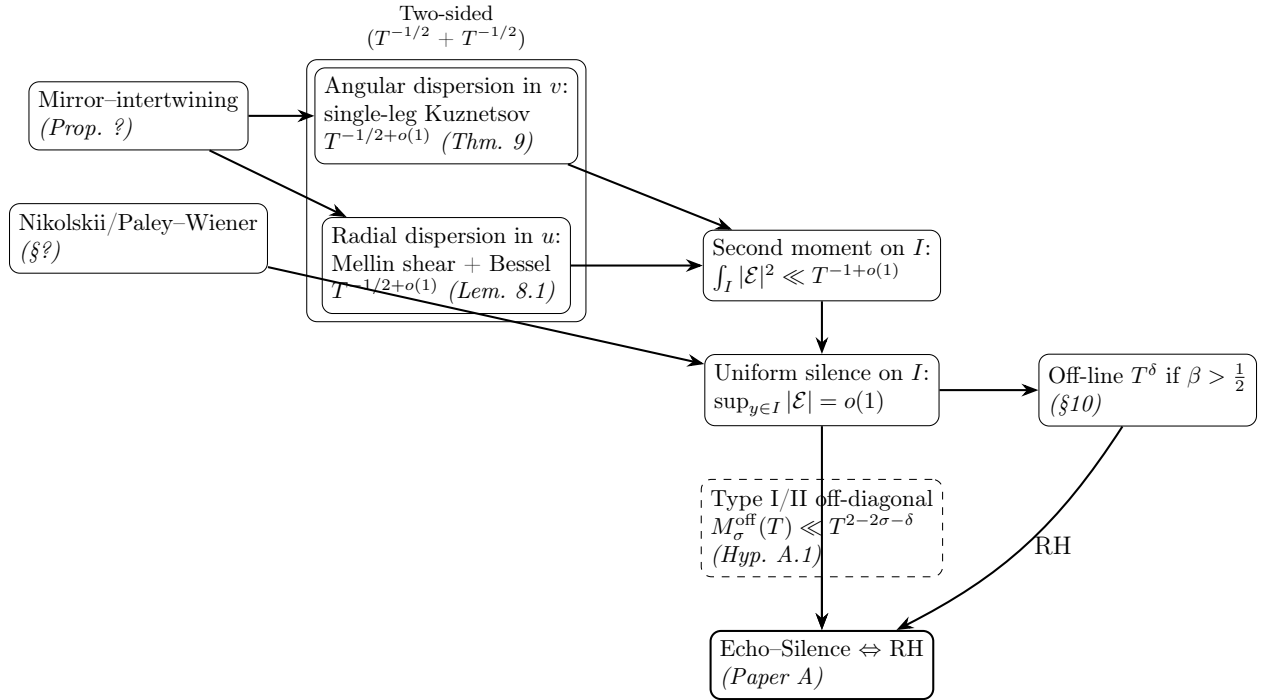 Two-sided
(T^{-1/2} + T^{-1/2})
Mirror–intertwining
(Prop. ?)
Angular dispersion in v:
single-leg Kuznetsov
T^{-1/2+o(1)} (Thm. 9)
Nikolskii/Paley–Wiener
(§?)
Radial dispersion in u:
Mellin shear + Bessel
T^{-1/2+o(1)} (Lem. 8.1)
Second moment on I:
∫_I |ℰ|² ≪ T^{-1+o(1)}
Uniform silence on I:
sup_{y∈I} |ℰ| = o(1)
Off-line T^δ if β > 1/2
(§10)
Type I/II off-diagonal
M_σ^{off}(T) ≪ T^{2−2σ−δ}
(Hyp. A.1)
RH
Echo–Silence ⇔ RH
(Paper A)